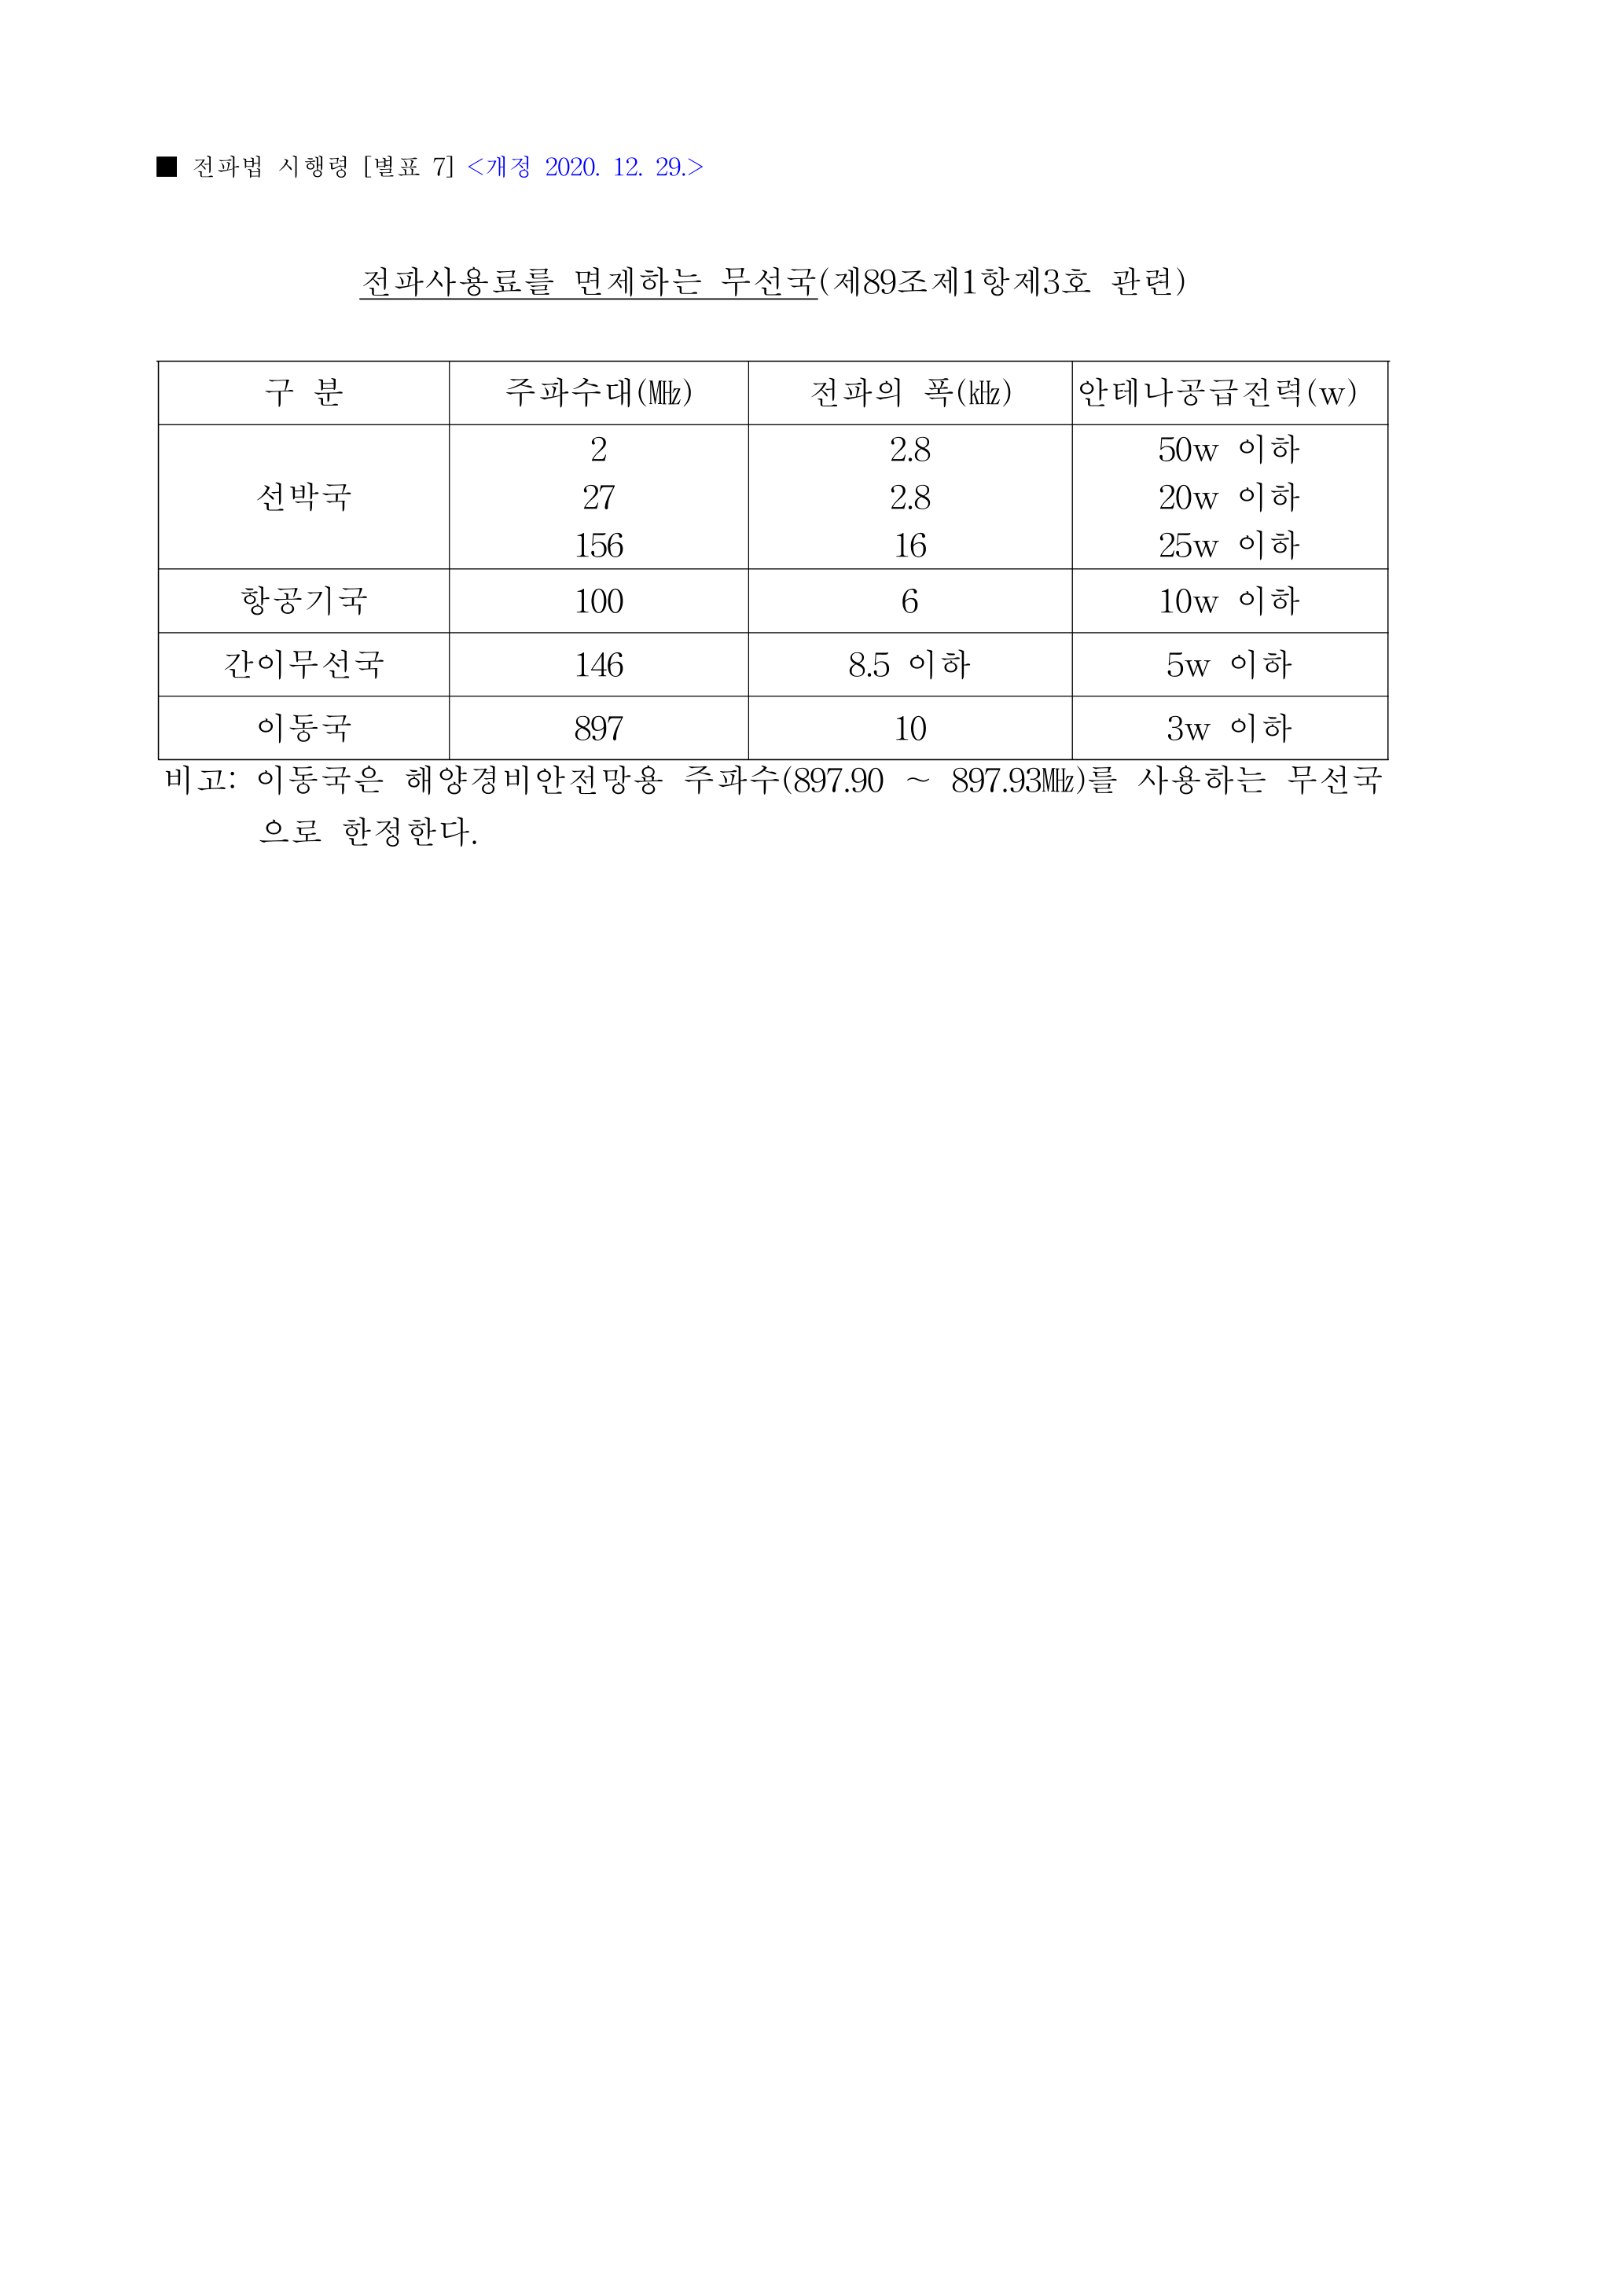 ■ 전파법 시행령 [별표 7] <개정 2020. 12. 29.>
전파사용료를 면제하는 무선국(제89조제1항제3호 관련)
구 분 주파수대(㎒) 전파의 폭(㎑) 안테나공급전력(w)
선박국
2 2.8 50w 이하
27 2.8 20w 이하
156 16 25w 이하
항공기국 100 6 10w 이하
간이무선국 146 8.5 이하 5w 이하
이동국 897 10 3w 이하
비고: 이동국은 해양경비안전망용 주파수(897.90 ~ 897.93㎒)를 사용하는 무선국
으로 한정한다.